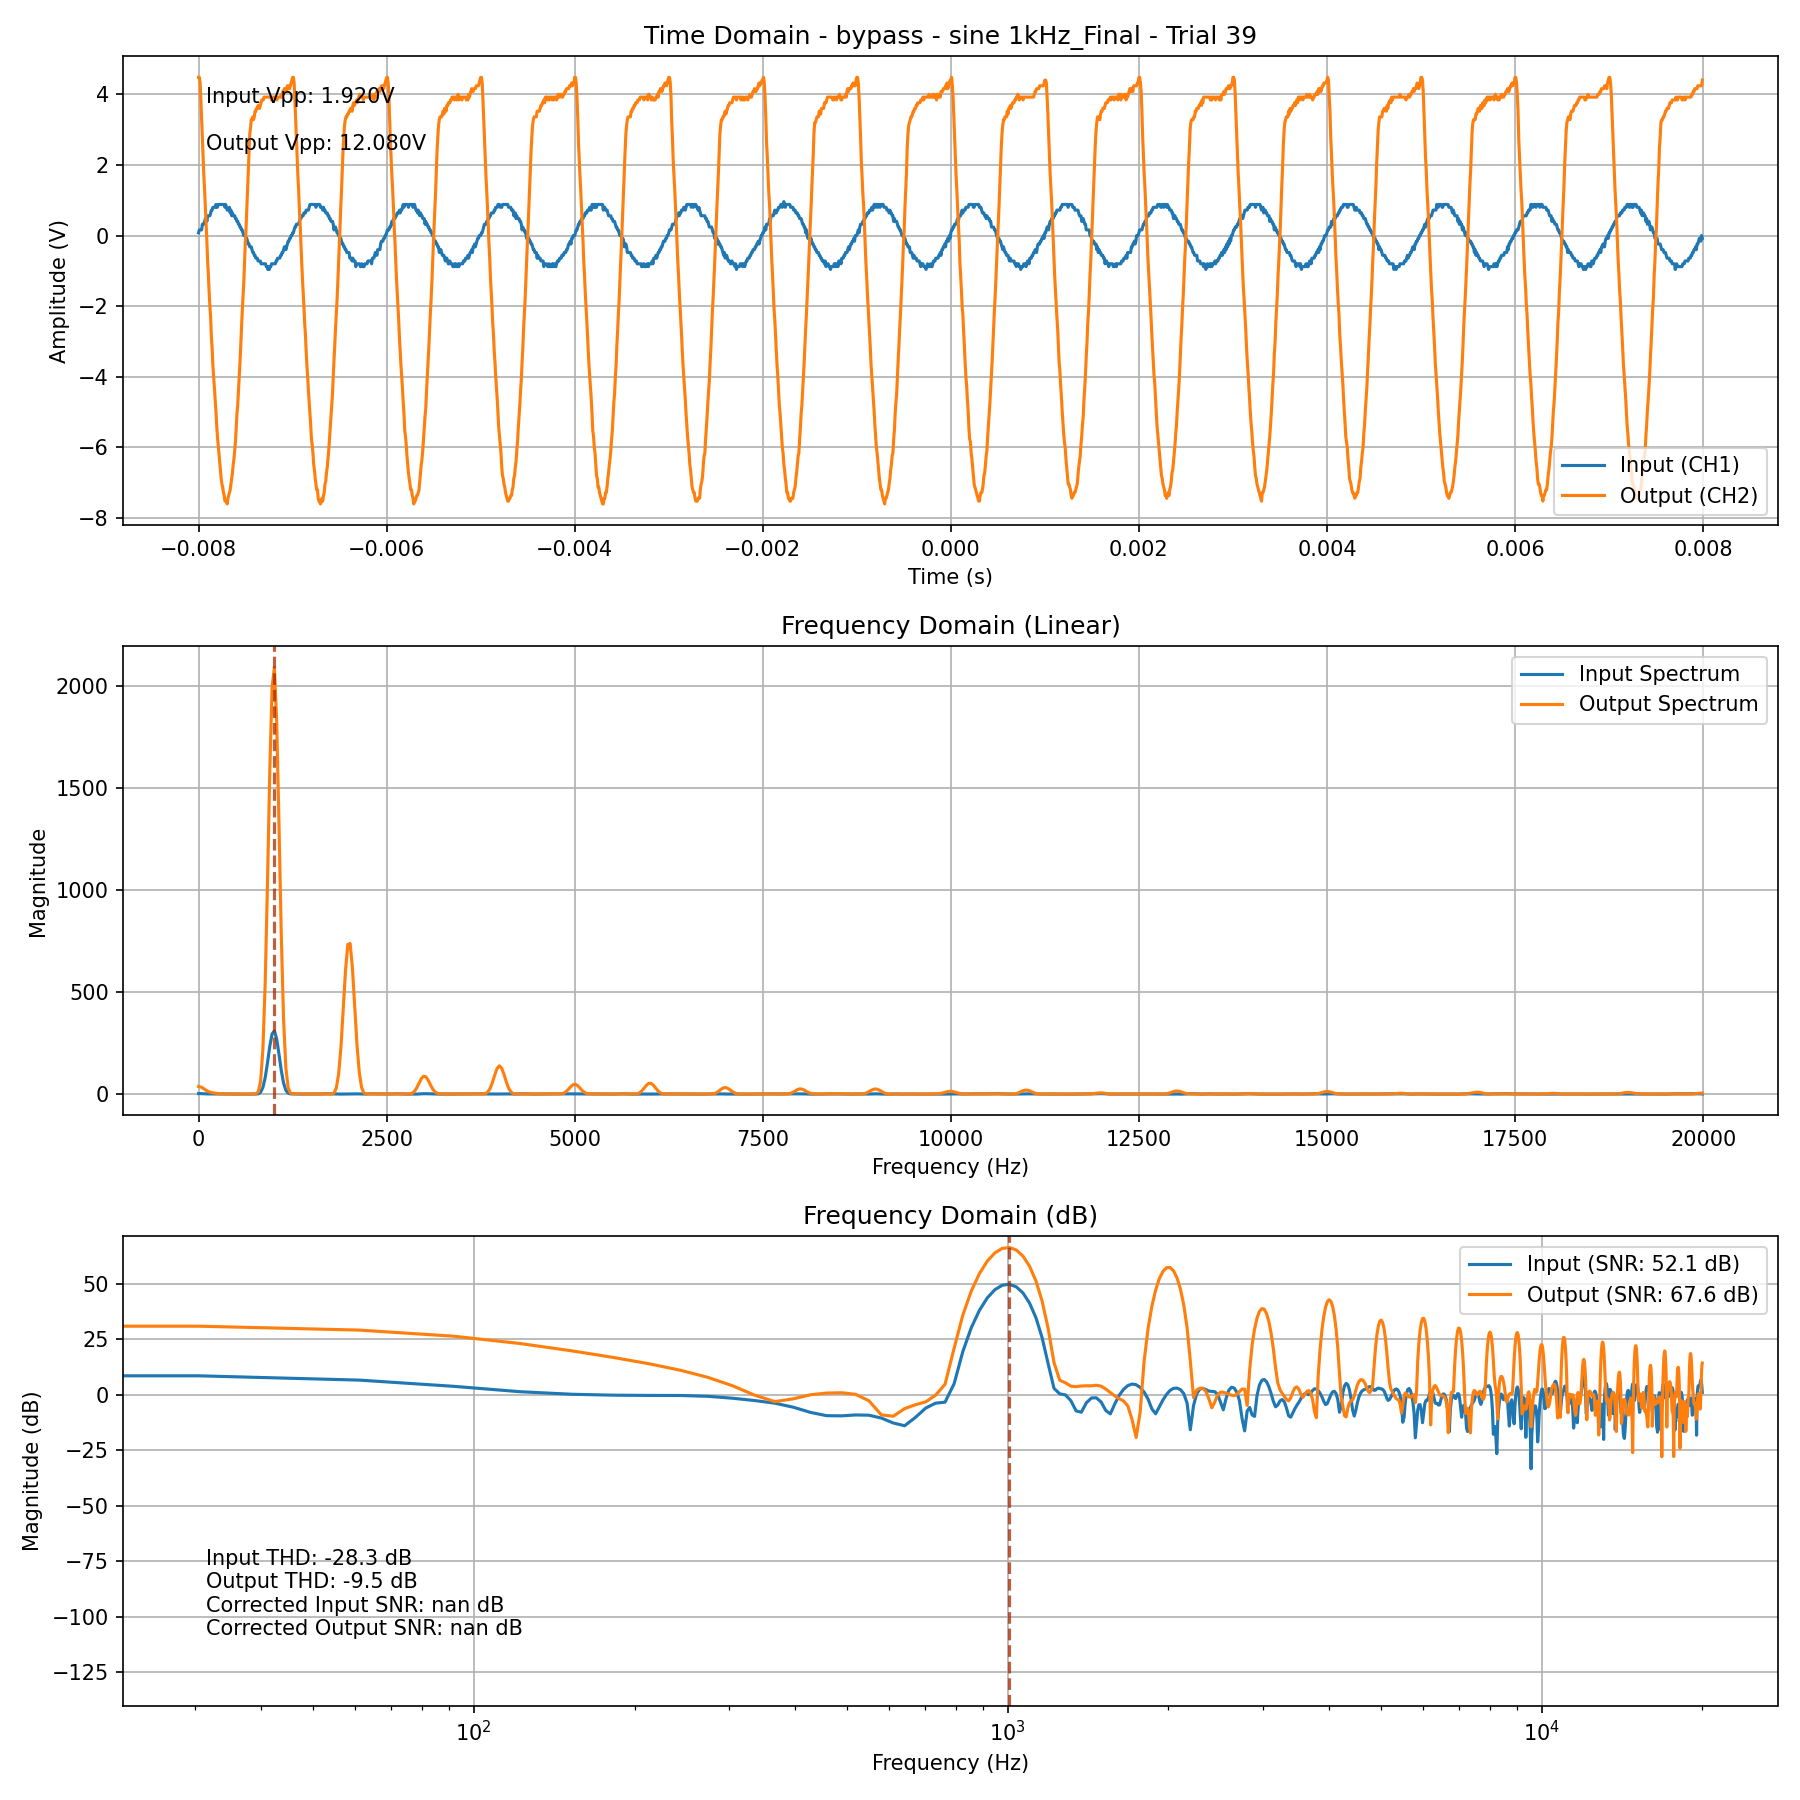 Time Domain - bypass - sine 1kHz_Final - Trial 39
Input Vpp: 1.920V
Output Vpp: 12.080V
4
2
0
−2
−4
−6
−8
Amplitude (V)
Input (CH1)
Output (CH2)
−0.008
−0.006
−0.004
−0.002
0.000
0.002
0.004
0.006
0.008
Time (s)
Frequency Domain (Linear)
Input Spectrum
Output Spectrum
2000
1500
1000
500
0
Magnitude
0
2500
5000
7500
10000
12500
15000
17500
20000
Frequency (Hz)
Frequency Domain (dB)
Input (SNR: 52.1 dB)
Output (SNR: 67.6 dB)
50
25
0
−25
−50
−75
−100
−125
Magnitude (dB)
Input THD: -28.3 dB
Output THD: -9.5 dB
Corrected Input SNR: nan dB
Corrected Output SNR: nan dB
10²
10³
10⁴
Frequency (Hz)